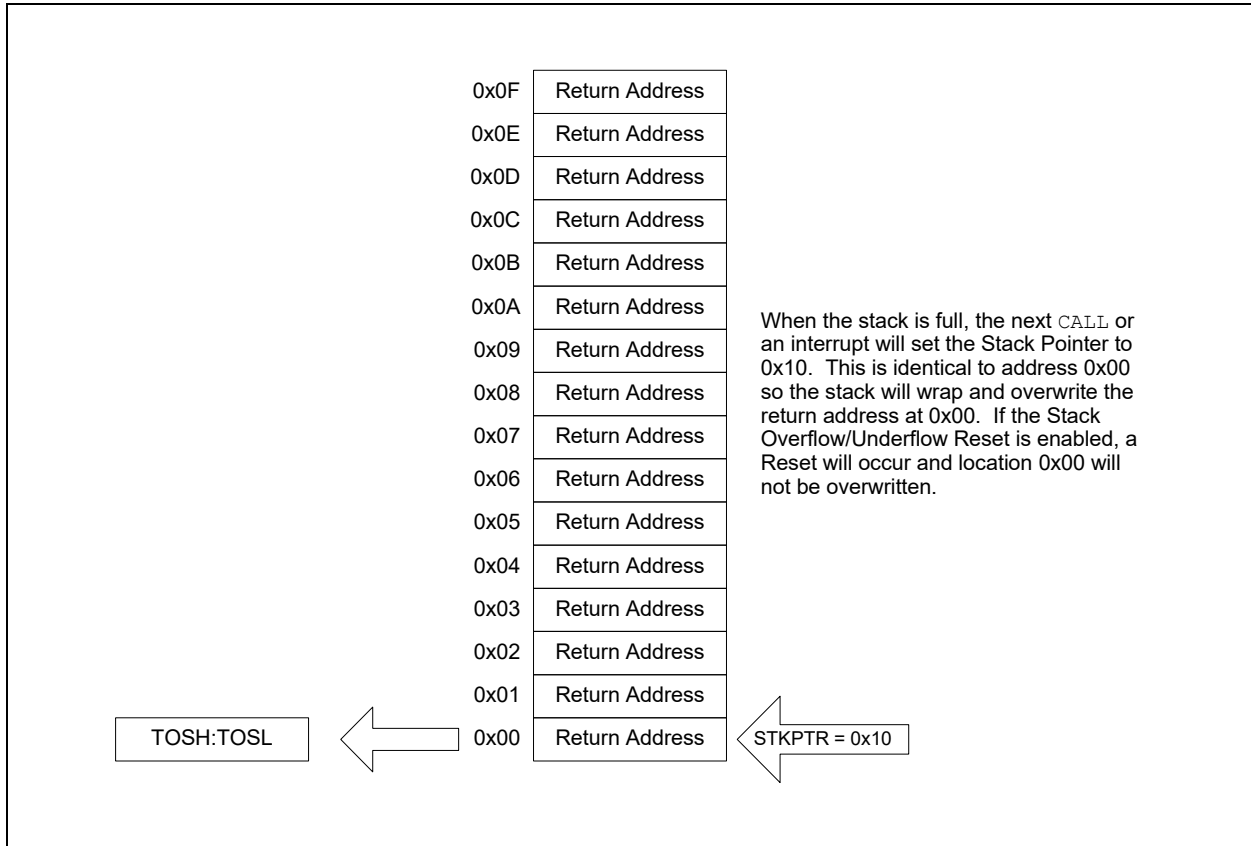 0x0F Return Address
0x0E Return Address
0x0D Return Address
0x0C Return Address
0x0B Return Address
0x0A Return Address
0x09 Return Address
0x08 Return Address
0x07 Return Address
0x06 Return Address
0x05 Return Address
0x04 Return Address
0x03 Return Address
0x02 Return Address
0x01 Return Address
TOSH:TOSL 0x00 Return Address STKPTR = 0x10
When the stack is full, the next CALL or
an interrupt will set the Stack Pointer to
0x10. This is identical to address 0x00
so the stack will wrap and overwrite the
return address at 0x00. If the Stack
Overflow/Underflow Reset is enabled, a
Reset will occur and location 0x00 will
not be overwritten.